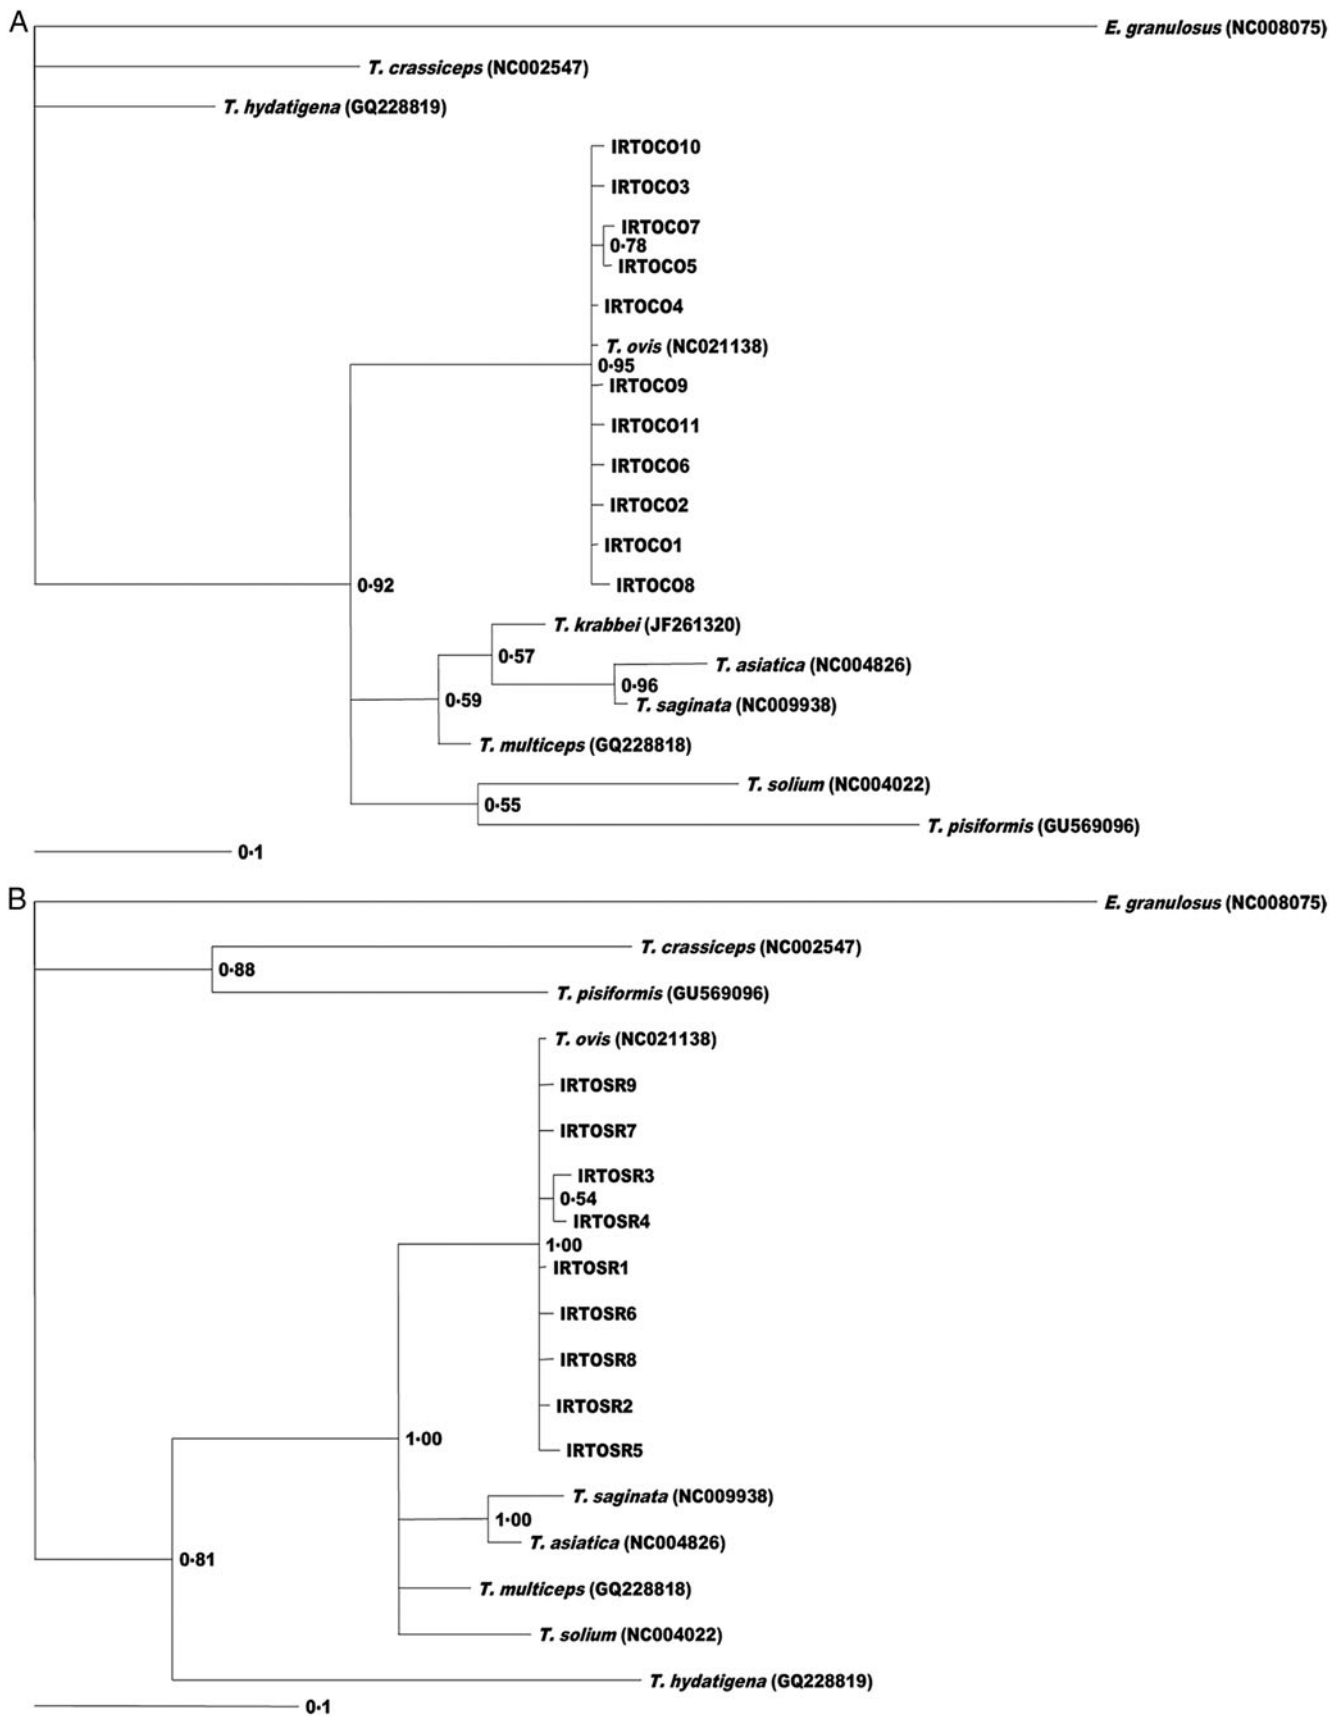 A
E. granulosus (NC008075)
T. crassiceps (NC002547)
T. hydatigena (GQ228819)
IRTOCO10
IRTOCO3
IRTOCO7
0·78
IRTOCO5
IRTOCO4
T. ovis (NC021138)
0·95
IRTOCO9
IRTOCO11
IRTOCO6
IRTOCO2
IRTOCO1
IRTOCO8
0·92
T. krabbei (JF261320)
0·57
T. asiatica (NC004826)
0·96
T. saginata (NC009938)
0·59
T. multiceps (GQ228818)
T. solium (NC004022)
0·55
T. pisiformis (GU569096)
0·1
B
E. granulosus (NC008075)
T. crassiceps (NC002547)
0·88
T. pisiformis (GU569096)
T. ovis (NC021138)
IRTOSR9
IRTOSR7
IRTOSR3
0·54
IRTOSR4
1·00
IRTOSR1
IRTOSR6
IRTOSR8
IRTOSR2
1·00
IRTOSR5
T. saginata (NC009938)
1·00
T. asiatica (NC004826)
0·81
T. multiceps (GQ228818)
T. solium (NC004022)
T. hydatigena (GQ228819)
0·1